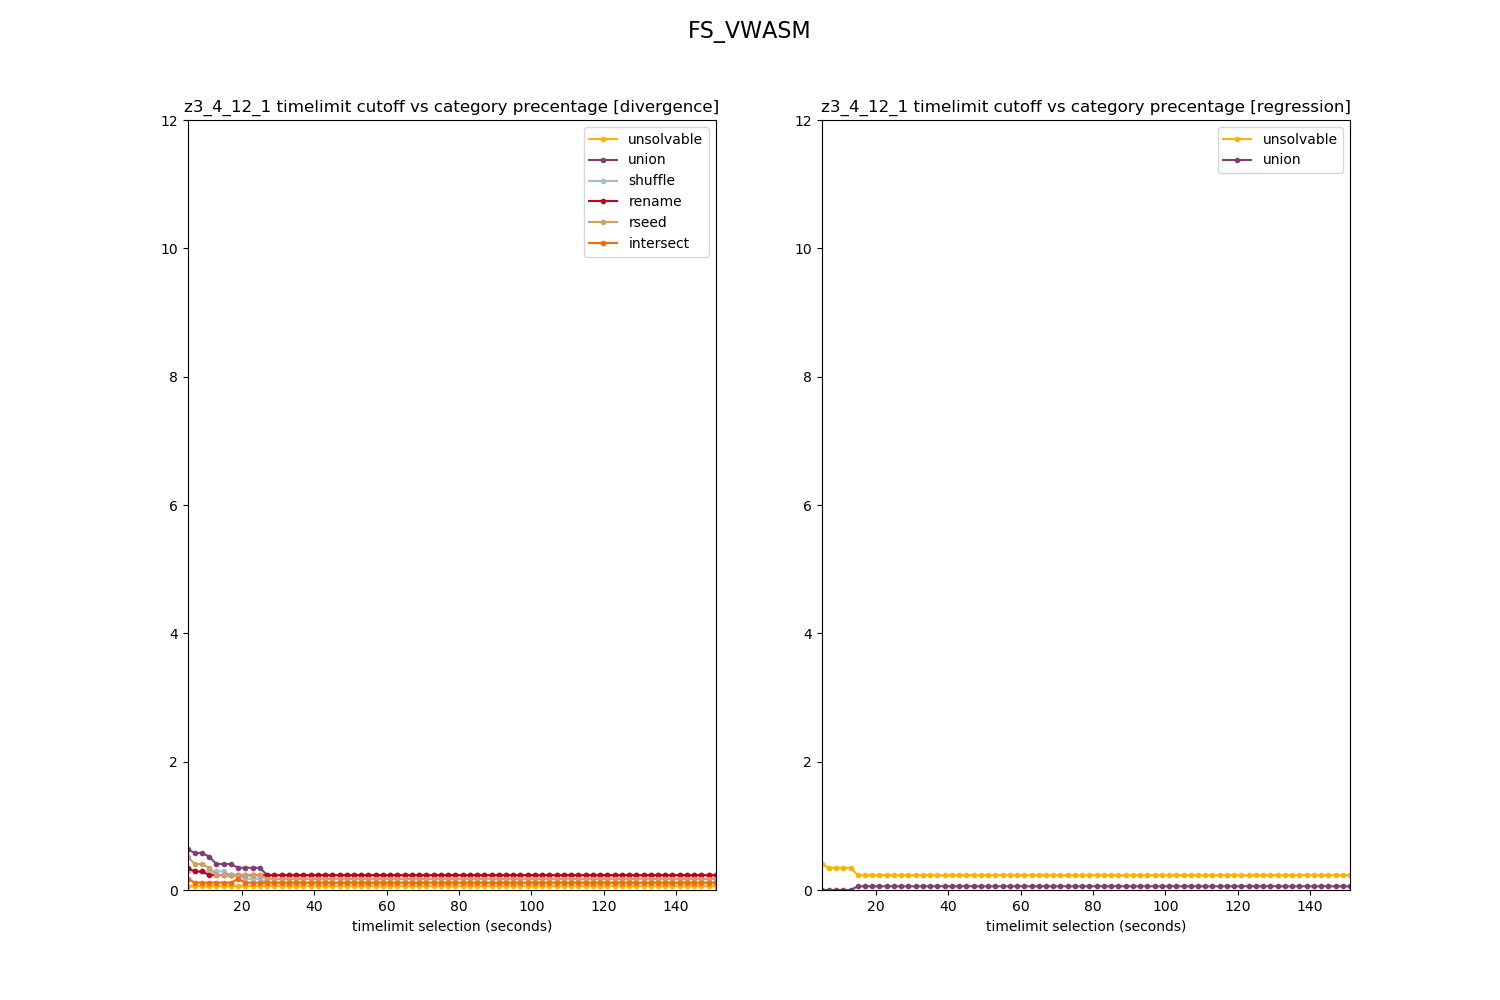 FS_VWASM
z3_4_12_1 timelimit cutoff vs category precentage [divergence]
12
10
8
6
4
2
0
20 40 60 80 100 120 140
timelimit selection (seconds)
unsolvable
union
shuffle
rename
rseed
intersect
z3_4_12_1 timelimit cutoff vs category precentage [regression]
12
10
8
6
4
2
0
20 40 60 80 100 120 140
timelimit selection (seconds)
unsolvable
union